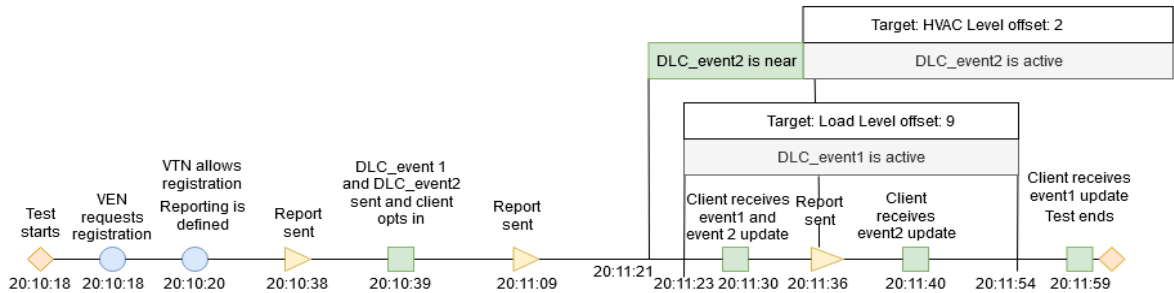 Target: HVAC Level offset: 2
DLC_event2 is near
DLC_event2 is active
Target: Load Level offset: 9
DLC_event1 is active
Test
starts
VEN
requests
registration
VTN allows
registration
Reporting is
defined
Report
sent
DLC_event 1
and DLC_event2
sent and client
opts in
Report
sent
Client receives
event1 and
event 2 update
Report
sent
Client
receives
event2 update
Client receives
event1 update
Test ends
20:10:18
20:10:18
20:10:20
20:10:38
20:10:39
20:11:09
20:11:21
20:11:23
20:11:30
20:11:36
20:11:40
20:11:54
20:11:59